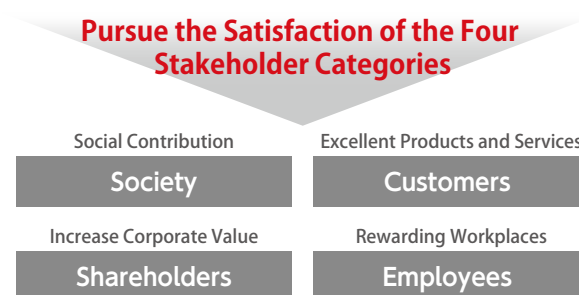 Pursue the Satisfaction of the Four
Stakeholder Categories
Social Contribution
Society
Excellent Products and Services
Customers
Increase Corporate Value
Shareholders
Rewarding Workplaces
Employees